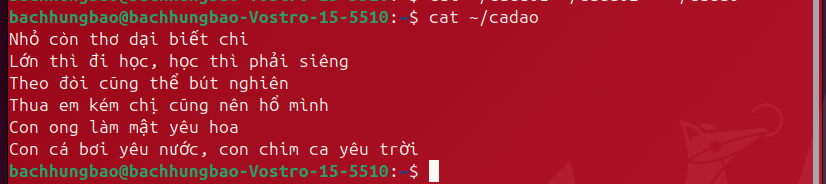 bachhungbao@bachhungbao-Vostro-15-5510:~$ cat ~/cadao
Nhỏ còn thơ dại biết chi
Lớn thì đi học, học thì phải siêng
Theo đòi cũng thể bút nghiên
Thua em kém chị cũng nên hổ mình
Con ong làm mật yêu hoa
Con cá bơi yêu nước, con chim ca yêu trời
bachhungbao@bachhungbao-Vostro-15-5510:~$